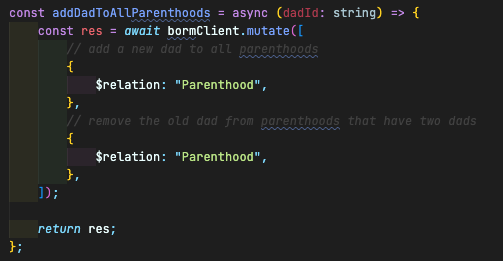 const addDadToAllParenthoods = async (dadId: string) => {
    const res = await bormClient.mutate([
        // add a new dad to all parenthoods
        {
            $relation: "Parenthood",
        },
        // remove the old dad from parenthoods that have two dads
        {
            $relation: "Parenthood",
        },
    ]);

    return res;
};